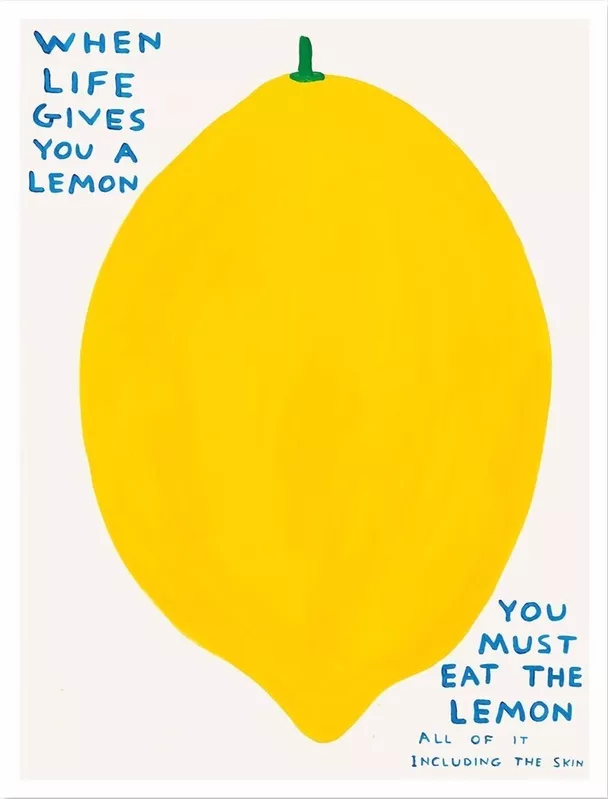 WHEN
LIFE
GIVES
YOU A
LEMON
YOU
MUST
EAT THE
LEMON
ALL OF IT
INCLUDING THE SKIN